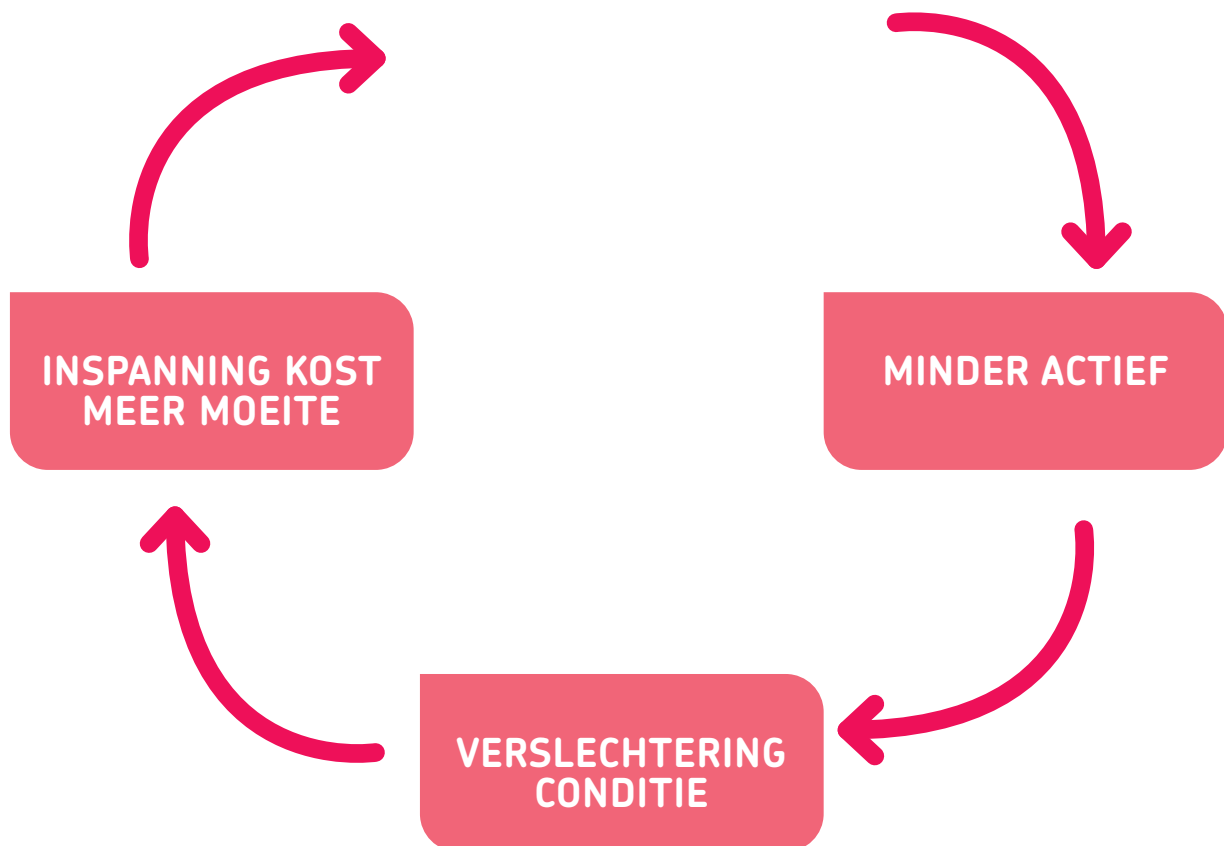 INSPANNING KOST
MEER MOEITE
MINDER ACTIEF
VERSLECHTERING
CONDITIE